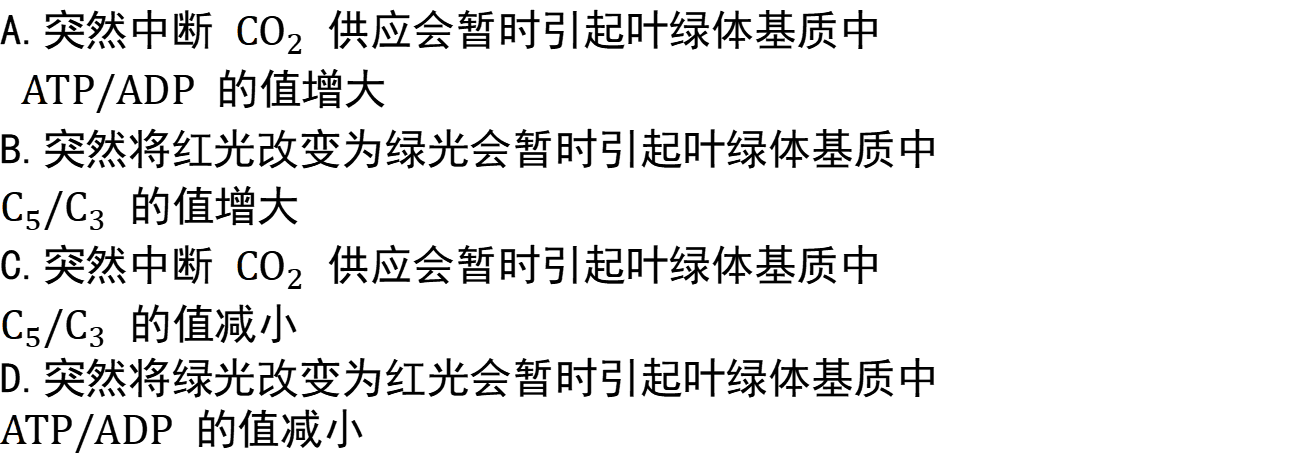 A.突然中断 CO₂ 供应会暂时引起叶绿体基质中
ATP/ADP 的值增大
B.突然将红光改变为绿光会暂时引起叶绿体基质中
C₅/C₃ 的值增大
C.突然中断 CO₂ 供应会暂时引起叶绿体基质中
C₅/C₃ 的值减小
D.突然将绿光改变为红光会暂时引起叶绿体基质中
ATP/ADP 的值减小